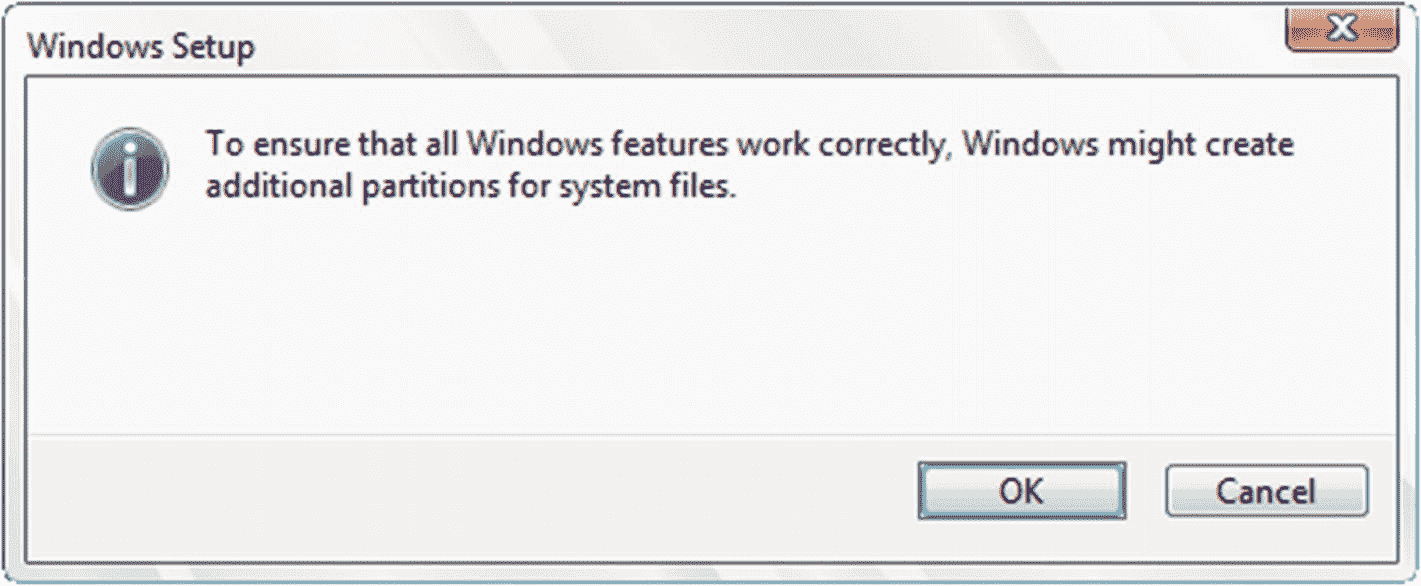 Windows Setup
To ensure that all Windows features work correctly, Windows might create
additional partitions for system files.
OK
Cancel